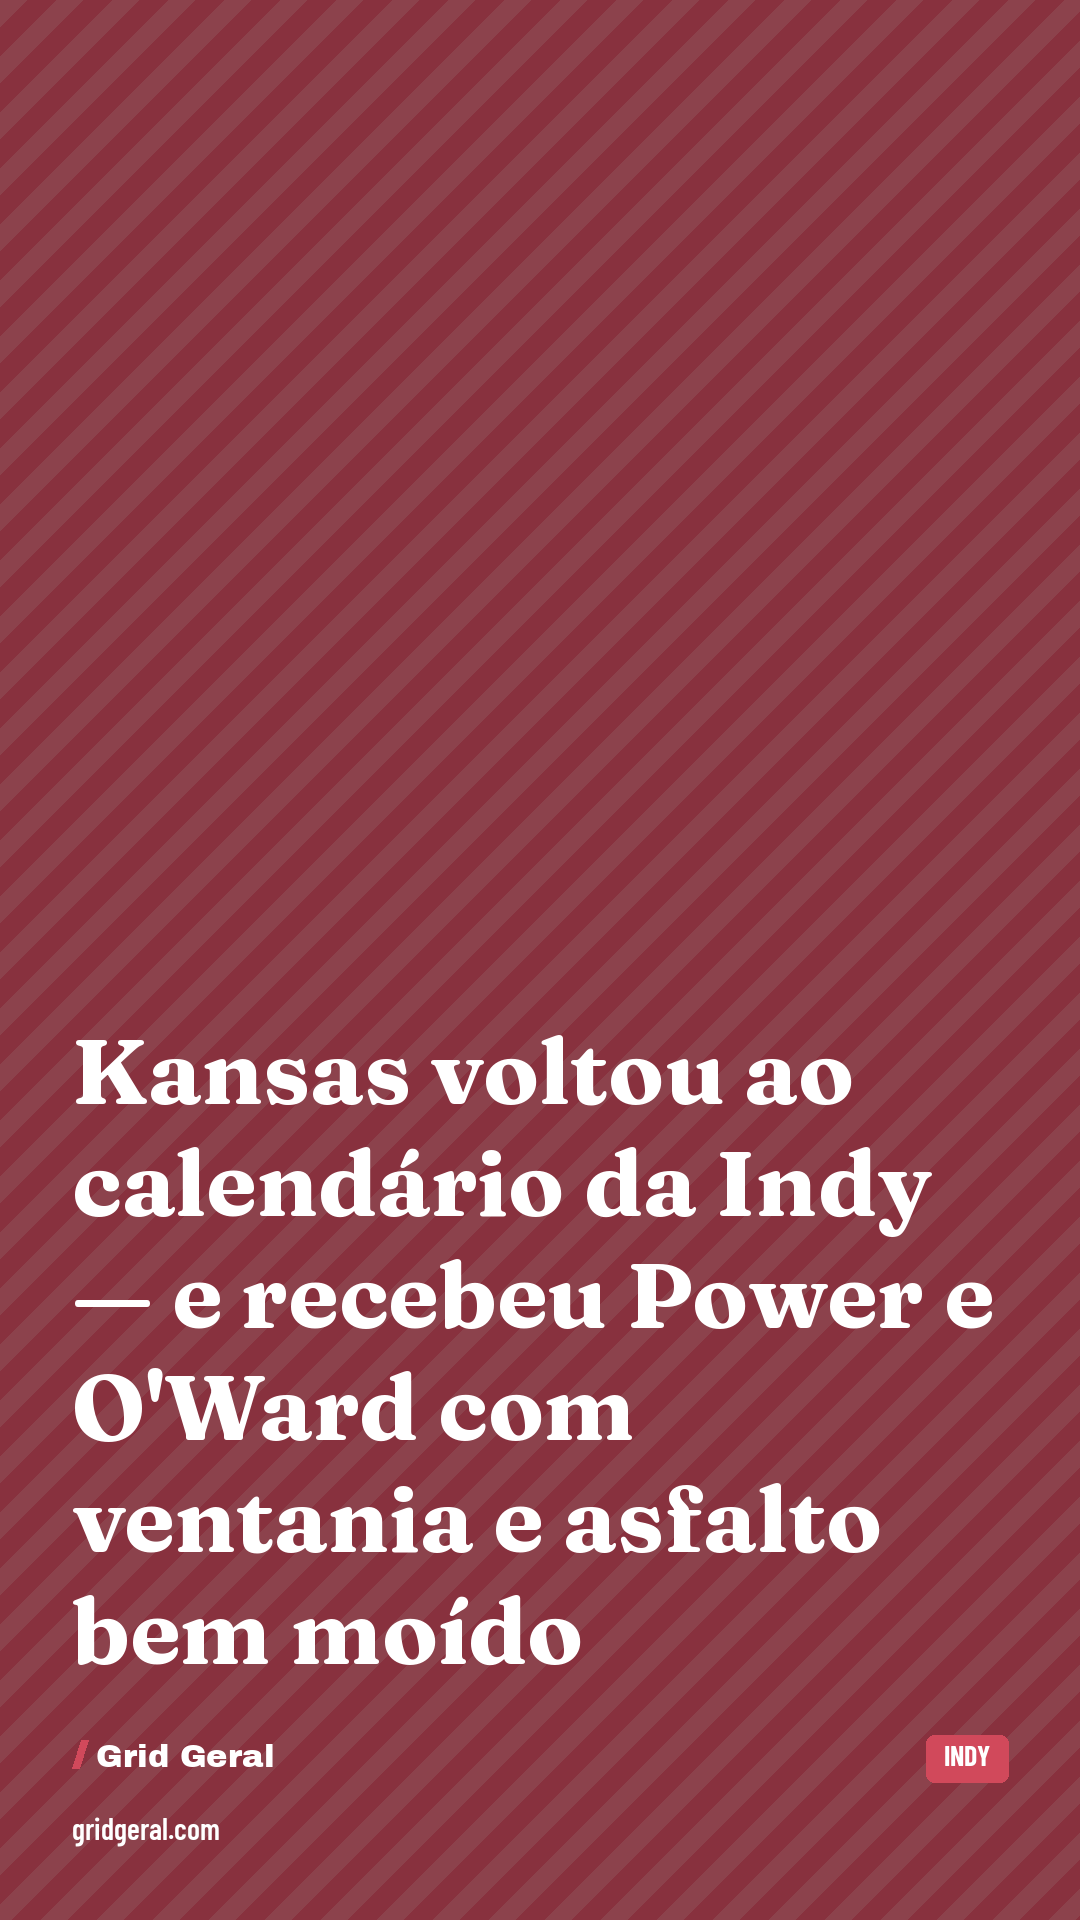 Kansas voltou ao
calendário da Indy
— e recebeu Power e
O'Ward com
ventania e asfalto
bem moído
/ Grid Geral
INDY
gridgeral.com